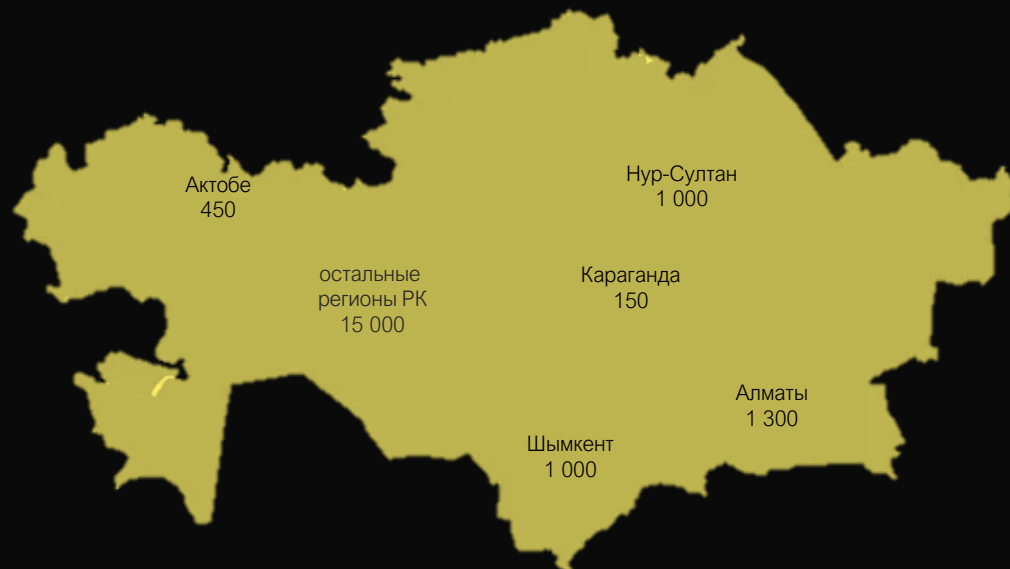 Актобе
450
Нур-Султан
1 000
остальные
регионы РК
15 000
Караганда
150
Алматы
1 300
Шымкент
1 000